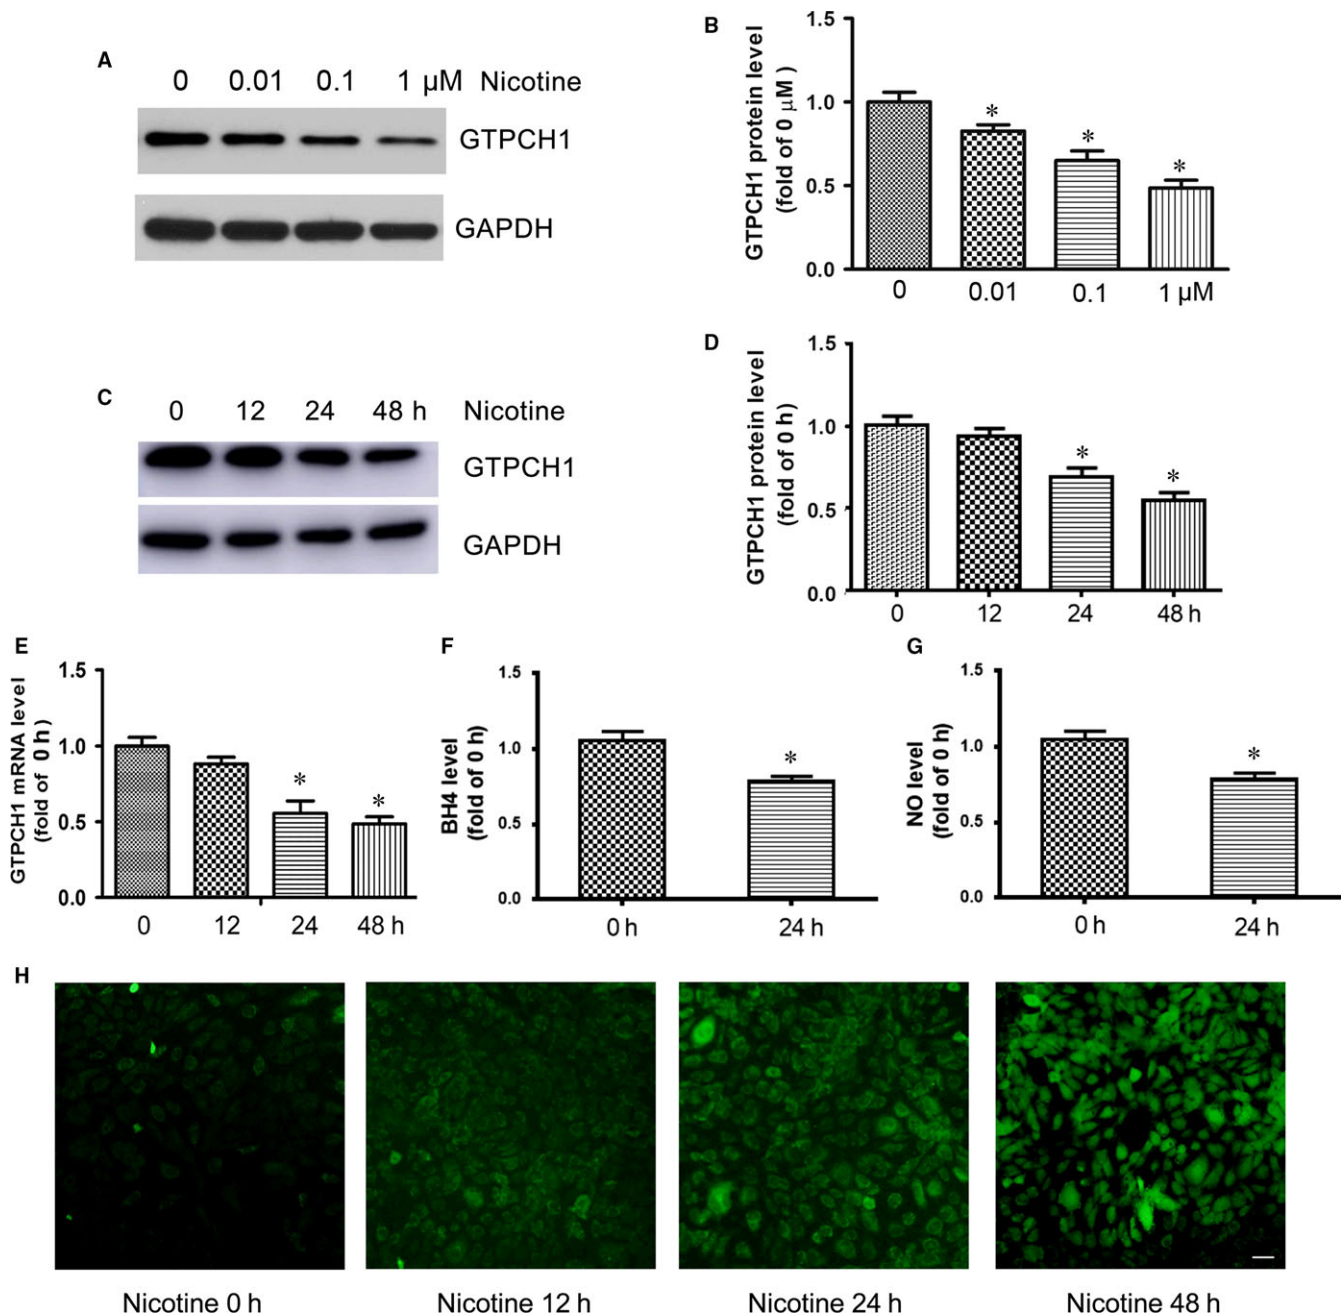 A
0 0.01 0.1 1 µM Nicotine
GTPCH1
GAPDH
B
GTPCH1 protein level
(fold of 0 µM )
1.5
1.0
0.5
0.0
* * *
0 0.01 0.1 1 µM
C
0 12 24 48 h Nicotine
GTPCH1
GAPDH
D
GTPCH1 protein level
(fold of 0 h)
1.5
1.0
0.5
0.0
* *
0 12 24 48 h
E
GTPCH1 mRNA level
(fold of 0 h)
1.5
1.0
0.5
0.0
* *
0 12 24 48 h
F
BH4 level
(fold of 0 h)
1.5
1.0
0.5
0.0
*
0 h 24 h
G
NO level
(fold of 0 h)
1.5
1.0
0.5
0.0
*
0 h 24 h
H
Nicotine 0 h Nicotine 12 h Nicotine 24 h Nicotine 48 h